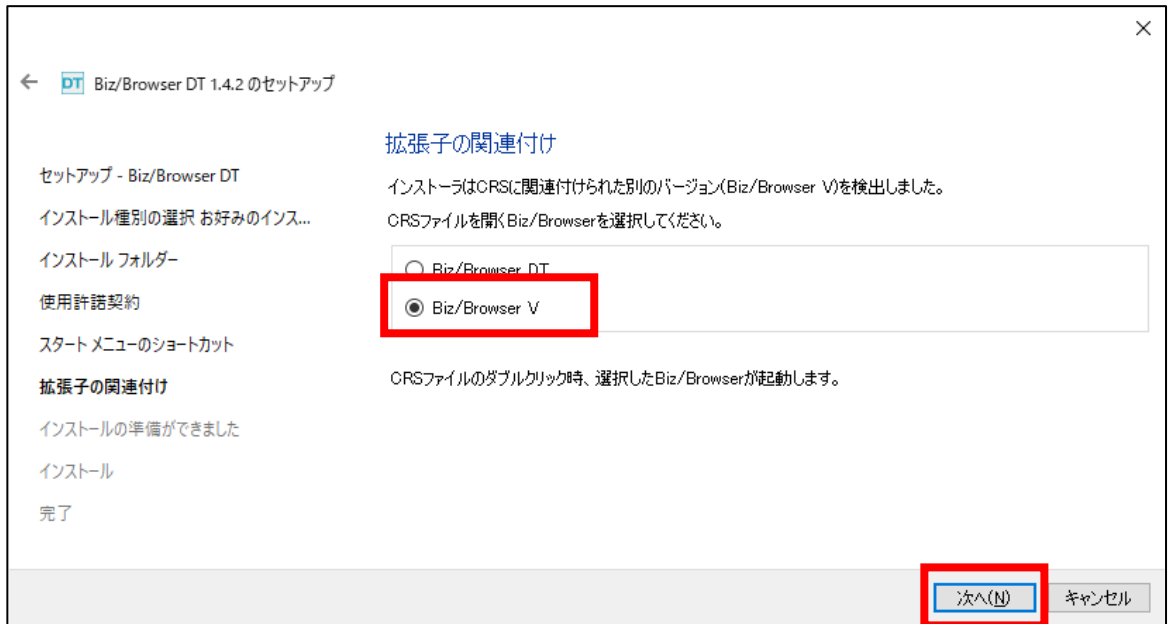 DT Biz/Browser DT 1.4.2 のセットアップ
セットアップ - Biz/Browser DT
インストール種別の選択 お好みのインス...
インストール フォルダー
使用許諾契約
スタート メニューのショートカット
拡張子の関連付け
インストールの準備ができました
インストール
完了
拡張子の関連付け
インストーラはCRSに関連付けられた別のバージョン(Biz/Browser V)を検出しました。
CRSファイルを開くBiz/Browserを選択してください。
Biz/Browser DT
Biz/Browser V
CRSファイルのダブルクリック時、選択したBiz/Browserが起動します。
次へ(N)
キャンセル